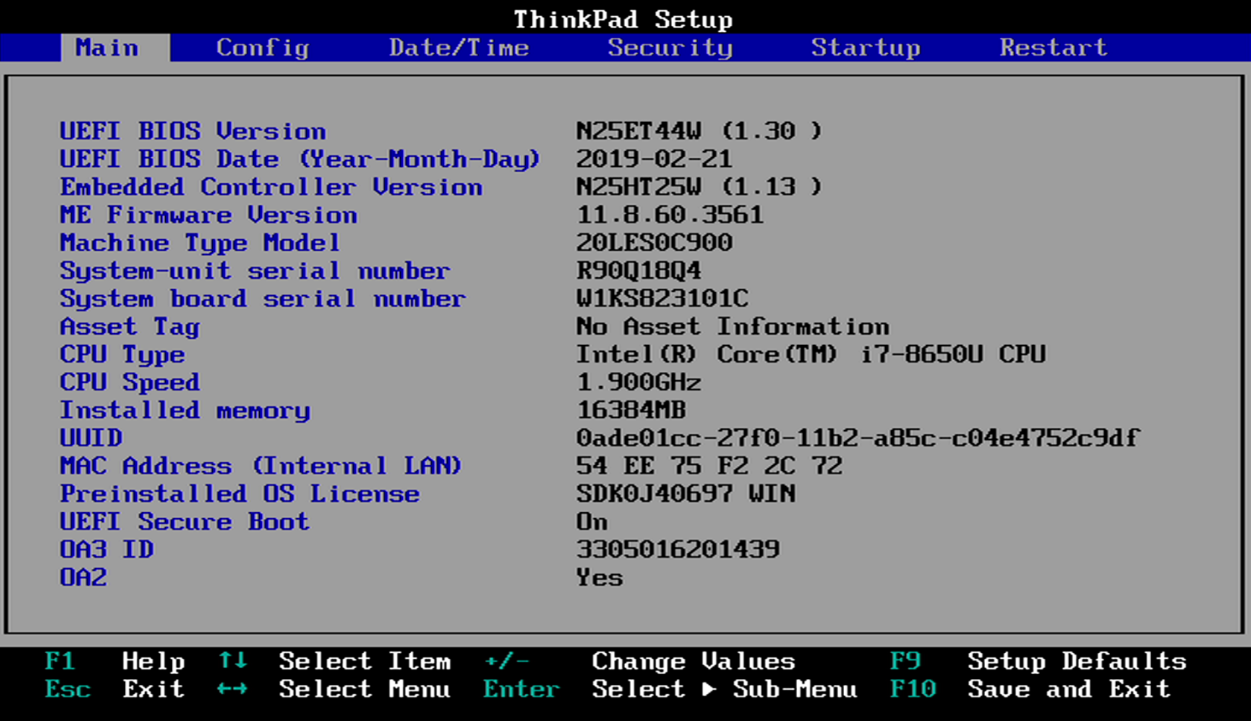 ThinkPad Setup
Main Config Date/Time Security Startup Restart
UEFI BIOS Version N25ET44W (1.30 )
UEFI BIOS Date (Year-Month-Day) 2019-02-21
Embedded Controller Version N25HT25W (1.13 )
ME Firmware Version 11.8.60.3561
Machine Type Model 20LES0C900
System-unit serial number R90Q18Q4
System board serial number W1KS823101C
Asset Tag No Asset Information
CPU Type Intel(R) Core(TM) i7-8650U CPU
CPU Speed 1.900GHz
Installed memory 16384MB
UUID 0ade01cc-27f0-11b2-a85c-c04e4752c9df
MAC Address (Internal LAN) 54 EE 75 F2 2C 72
Preinstalled OS License SDK0J40697 WIN
UEFI Secure Boot On
OA3 ID 3305016201439
OA2 Yes
F1 Help ↑↓ Select Item +/- Change Values F9 Setup Defaults
Esc Exit ←→ Select Menu Enter Select ▶ Sub-Menu F10 Save and Exit